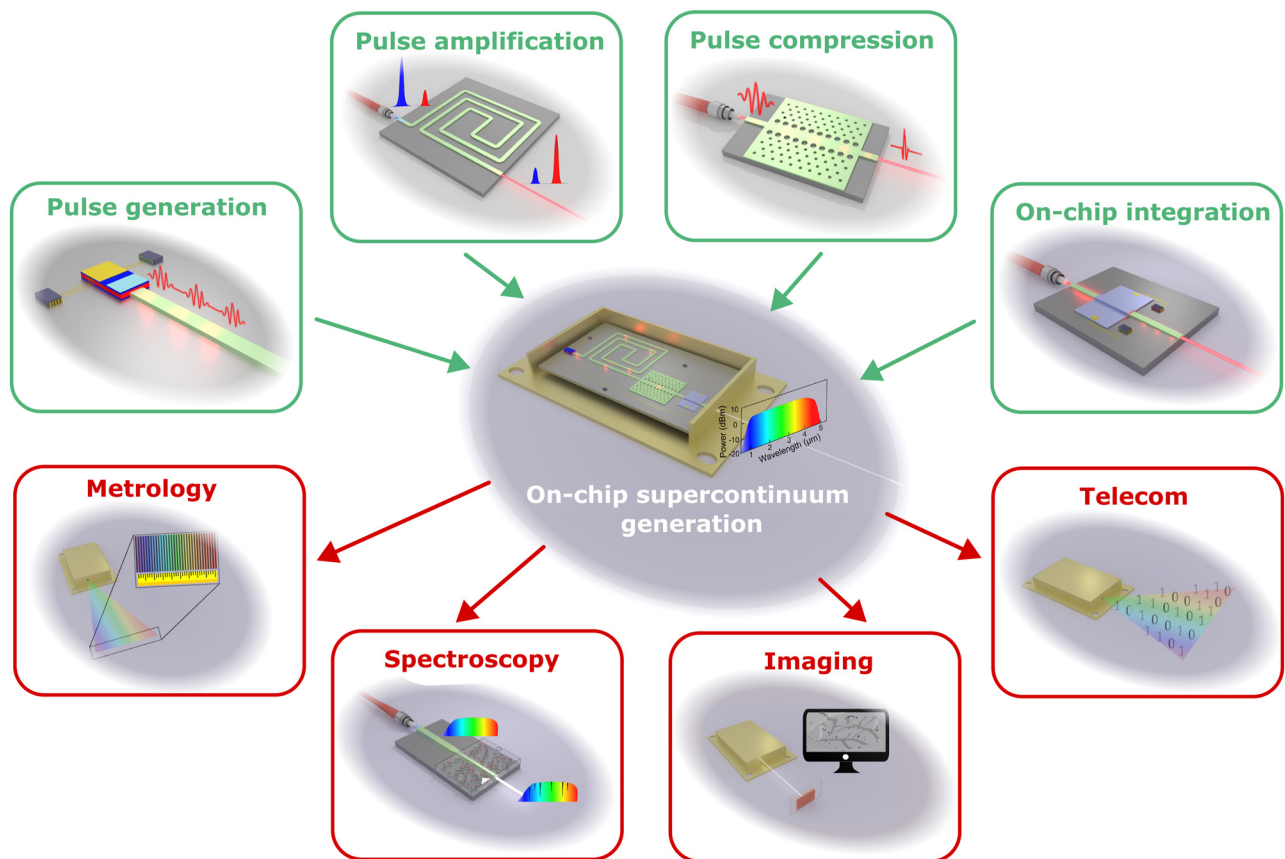 Pulse amplification
Pulse compression
Pulse generation
On-chip integration
Power (dBm)
10
0
-10
-20
1
2
3
4
5
Wavelength (µm)
On-chip supercontinuum
generation
Metrology
Telecom
Spectroscopy
Imaging